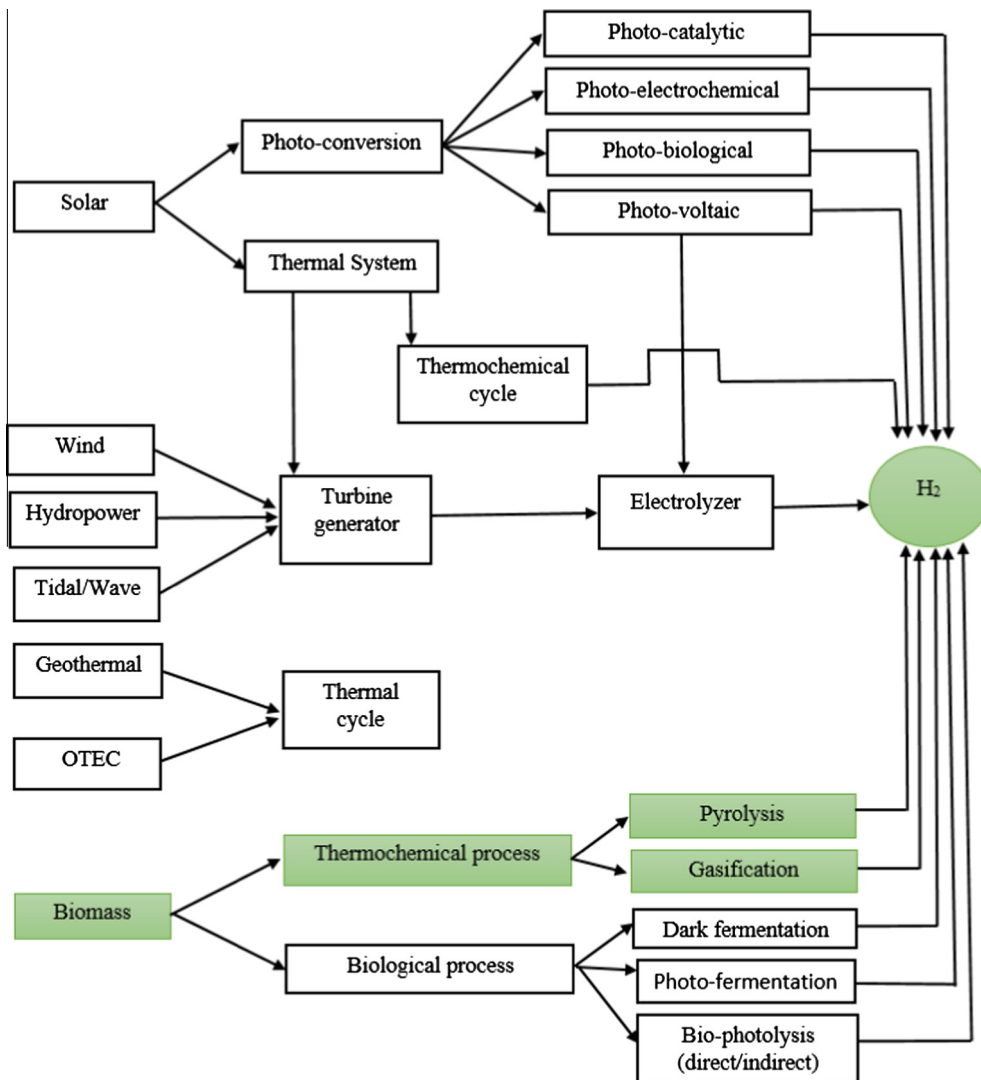 Photo-catalytic
Photo-electrochemical
Photo-conversion
Photo-biological
Solar
Photo-voltaic
Thermal System
Thermochemical
cycle
Wind
Hydropower
Tidal/Wave
Turbine
generator
Electrolyzer
H₂
Geothermal
OTEC
Thermal
cycle
Biomass
Thermochemical process
Pyrolysis
Gasification
Biological process
Dark fermentation
Photo-fermentation
Bio-photolysis
(direct/indirect)